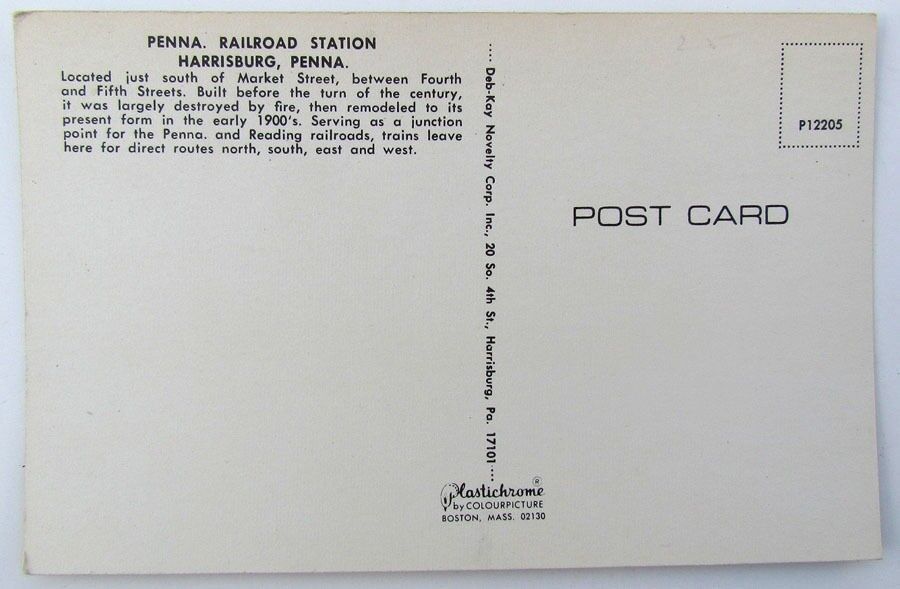 PENNA. RAILROAD STATION
HARRISBURG, PENNA.
Located just south of Market Street, between Fourth
and Fifth Streets. Built before the turn of the century,
it was largely destroyed by fire, then remodeled to its
present form in the early 1900's. Serving as a junction
point for the Penna. and Reading railroads, trains leave
here for direct routes north, south, east and west.
Deb-Kay Novelty Corp. Inc., 20 So. 4th St., Harrisburg, Pa. 17101
Plastichrome ®
by COLOURPICTURE
BOSTON, MASS. 02130
P12205
POST CARD